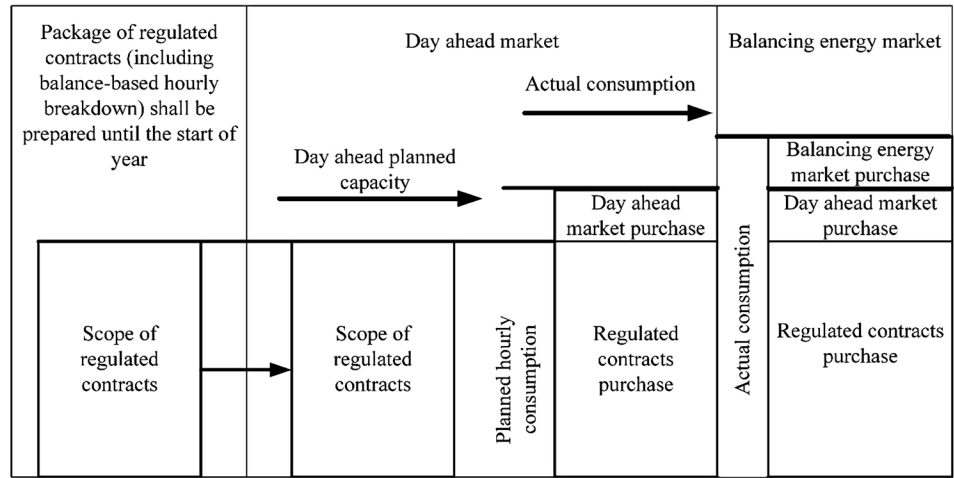 Package of regulated
contracts (including
balance-based hourly
breakdown) shall be
prepared until the start of
year
Day ahead market
Balancing energy market
Actual consumption
Day ahead planned
capacity
Balancing energy
market purchase
Day ahead
market purchase
Day ahead market
purchase
Scope of
regulated
contracts
Scope of
regulated
contracts
Planned hourly
consumption
Regulated
contracts
purchase
Actual consumption
Regulated contracts
purchase